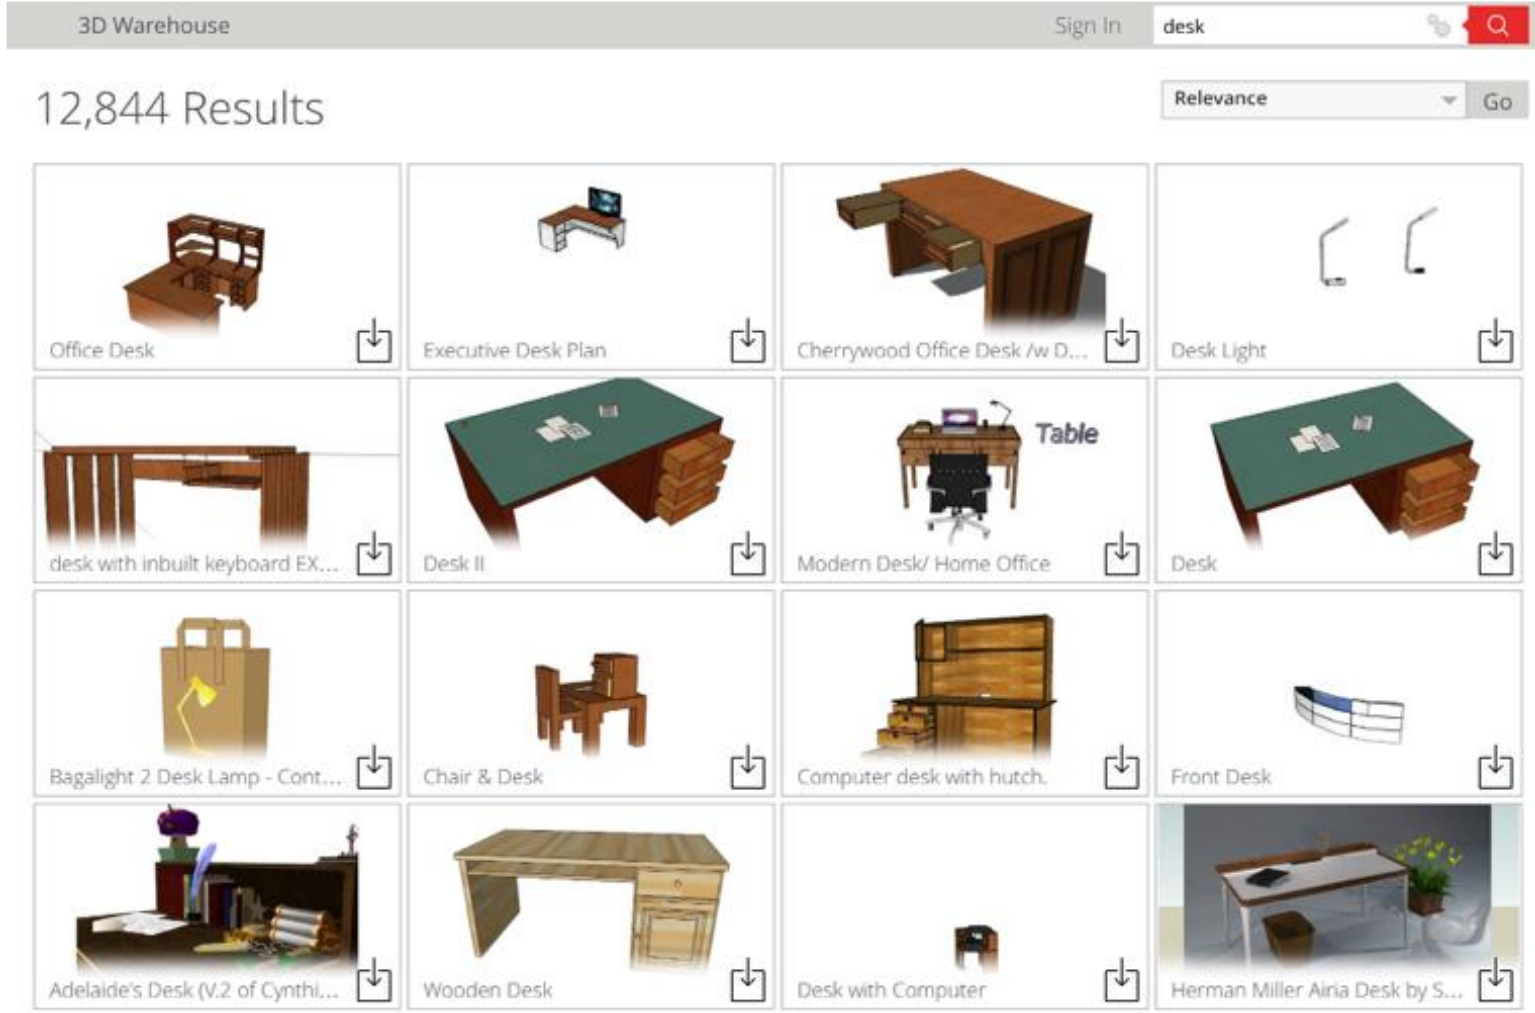 3D Warehouse
Sign In
desk
12,844 Results
Relevance
Go
Office Desk
Executive Desk Plan
Cherrywood Office Desk /w D...
Desk Light
desk with inbuilt keyboard EX...
Desk II
Table
Modern Desk/ Home Office
Desk
Bagalight 2 Desk Lamp - Cont...
Chair & Desk
Computer desk with hutch.
Front Desk
Adelaide's Desk (V.2 of Cynthi...
Wooden Desk
Desk with Computer
Herman Miller Airia Desk by S...